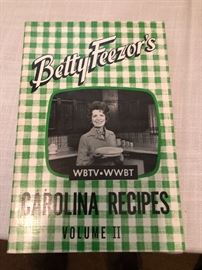 Betty Feezor's
WBTV•WWBT
CAROLINA RECIPES
VOLUME II